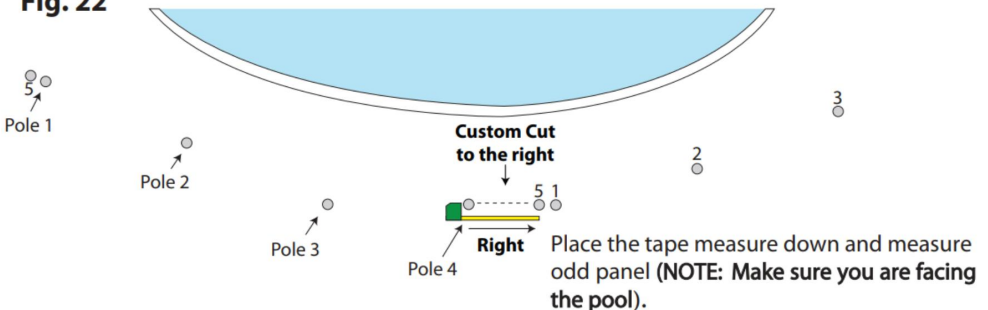 Fig. 22
5
Pole 1
Pole 2
Pole 3
Custom Cut
to the right
5 1
2
3
Right
Pole 4
Place the tape measure down and measure
odd panel (NOTE: Make sure you are facing
the pool).